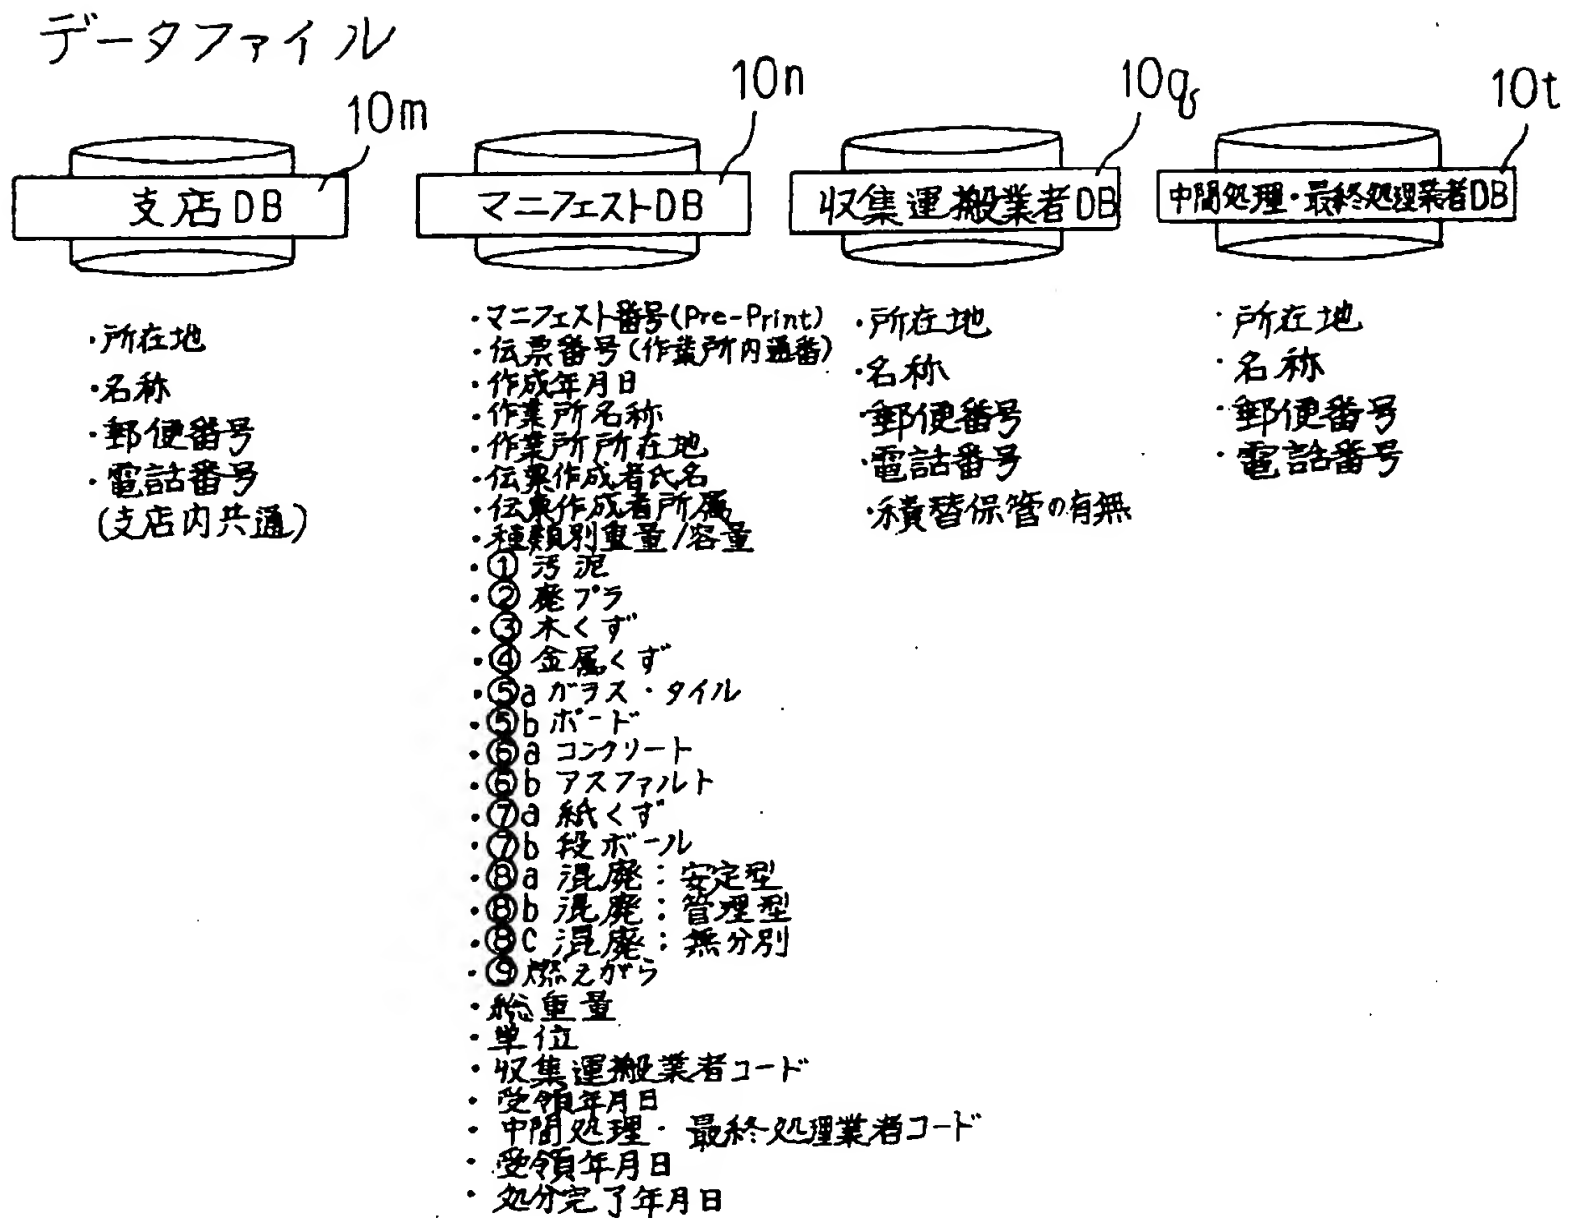 データファイル
10m
10n
10q
10t
支店DB
マニフェストDB
収集運搬業者DB
中間処理・最終処理業者DB
・所在地
・名称
・郵便番号
・電話番号
(支店内共通)
・マニフェスト番号(Pre-Print)
・伝票番号(作業所内通番)
・作成年月日
・作業所名称
・作業所所在地
・伝票作成者氏名
・伝票作成者所属
・種類別重量/容量
・① 汚泥
・② 廃プラ
・③ 木くず
・④ 金属くず
・⑤a ガラス・タイル
・⑤b ボード
・⑥a コンクリート
・⑥b アスファルト
・⑦a 紙くず
・⑦b 段ボール
・⑧a 混廃：安定型
・⑧b 混廃：管理型
・⑧c 混廃：無分別
・⑨ 燃えがら
・総重量
・単位
・収集運搬業者コード
・受領年月日
・中間処理・最終処理業者コード
・受領年月日
・処分完了年月日
・所在地
・名称
・郵便番号
・電話番号
・積替保管の有無
・所在地
・名称
・郵便番号
・電話番号